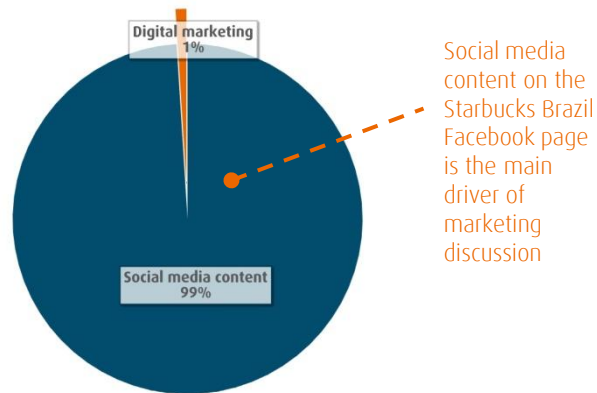 Digital marketing
1%
Social media
content on the
Starbucks Brazil
Facebook page
is the main
driver of
marketing
discussion
Social media content
99%